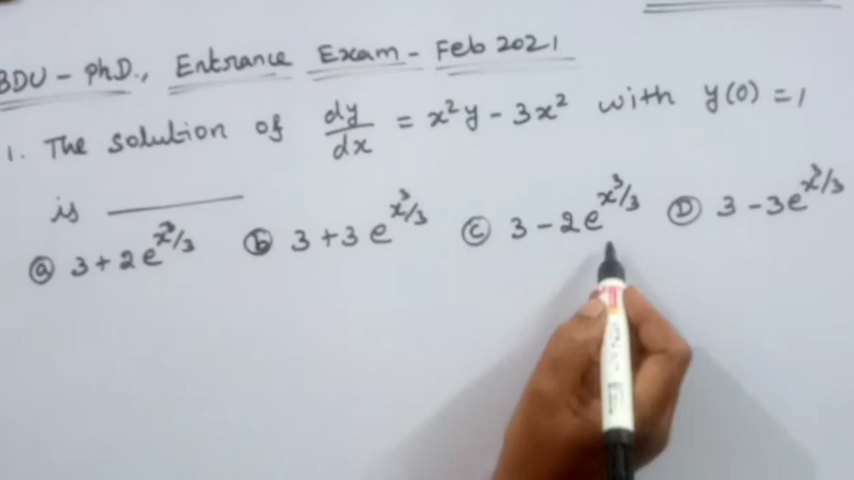 BDU - Ph.D., Entrance Exam - Feb 2021
1. The solution of dy/dx = x²y - 3x² with y(0) = 1
is ______
ⓐ 3 + 2e^(x³/3) ⓑ 3 + 3e^(x³/3) ⓒ 3 - 2e^(x³/3) Ⓓ 3 - 3e^(x³/3)